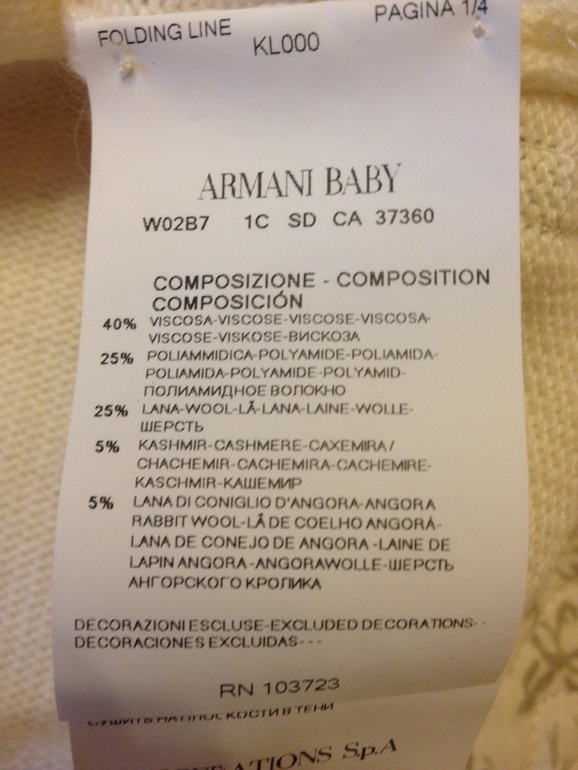 FOLDING LINE
KL000
PAGINA 1/4
ARMANI BABY
W02B7 1C SD CA 37360
COMPOSIZIONE - COMPOSITION
COMPOSICIÓN
40% VISCOSA-VISCOSE-VISCOSE-VISCOSA-
VISCOSE-VISKOSE-ВИСКОЗА
25% POLIAMMIDICA-POLYAMIDE-POLIAMIDA-
POLIAMIDA-POLYAMIDE-POLYAMID-
ПОЛИАМИДНОЕ ВОЛОКНО
25% LANA-WOOL-LÃ-LANA-LAINE-WOLLE-
ШЕРСТЬ
5% KASHMIR-CASHMERE-CAXEMIRA/
CHACHEMIR-CACHEMIRA-CACHEMIRE-
KASCHMIR-КАШЕМИР
5% LANA DI CONIGLIO D'ANGORA-ANGORA
RABBIT WOOL-LÃ DE COELHO ANGORÁ-
LANA DE CONEJO DE ANGORA -LAINE DE
LAPIN ANGORA -ANGORAWOLLE-ШЕРСТЬ
АНГОРСКОГО КРОЛИКА
DECORAZIONI ESCLUSE-EXCLUDED DECORATIONS--
DECORACIONES EXCLUIDAS---
RN 103723
СУШИТЬ НА ПЛОСКОСТИ В ТЕНИ
S.p.A